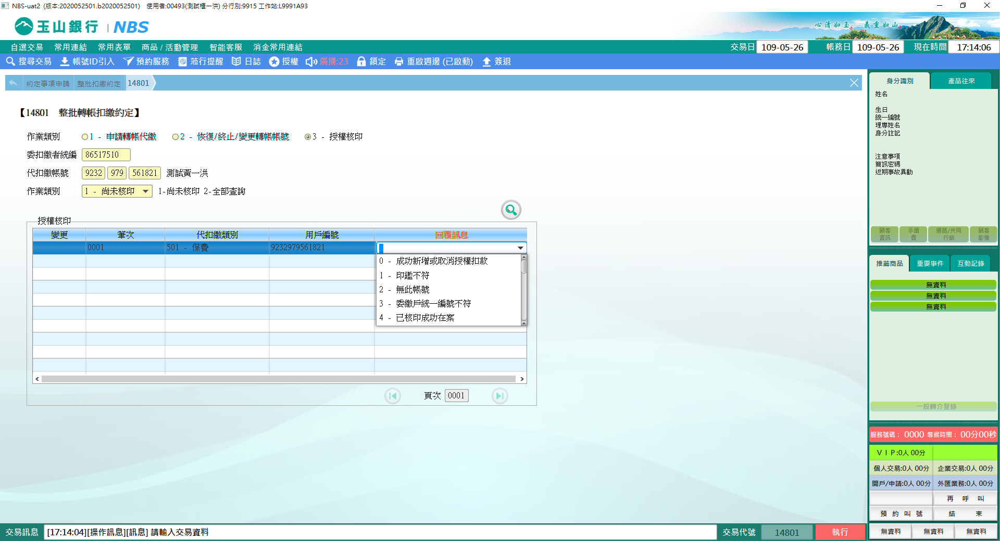 NBS-uat2 (版本:2020052501.b2020052501) 使用者:00493(測試櫃一洪) 分行別:9915 工作站:L9991A93
玉山銀行 | NBS
心清如玉。義重如山。
自選交易 常用連結 常用表單 商品 / 活動管理 智能客服 消金常用連結 交易日 109-05-26 帳務日 109-05-26 現在時間 17:14:06
搜尋交易 帳號ID引入 預約服務 蒞行提醒 日誌 授權 廣播:23 鎖定 重啟週邊 (已啟動) 簽退
約定事項申請 整批扣繳約定 14801
【14801 整批轉帳扣繳約定】
作業類別 1 - 申請轉帳代繳 2 - 恢復/終止/變更轉帳帳號 3 - 授權核印
委扣繳者統編 86517510
代扣繳帳號 9232 979 561821 測試黃一洪
作業類別 1 - 尚未核印 1-尚未核印 2-全部查詢
授權核印
變更 筆次 代扣繳類別 用戶編號 回覆訊息
0001 501 - 保費 9232979561821
0 - 成功新增或取消授權扣款
1 - 印鑑不符
2 - 無此帳號
3 - 委繳戶統一編號不符
4 - 已核印成功在案
頁次 0001
身分識別 產品往來
姓名
生日
統一編號
理專姓名
身分註記
注意事項
簡訊密碼
近期事故異動
顧客資訊 手續費 通路/共同行銷 顧客影像
推薦商品 重要事件 互動記錄
無資料
無資料
無資料
一般轉介登錄
服務號碼: 0000 等候時間: 00分00秒
VIP:0人 00分
個人交易:0人 00分 企業交易:0人 00分
開戶/申請:0人 00分 外匯業務:0人 00分
再 呼 叫
預 約 叫 號 結 束
無資料 無資料 無資料
交易訊息 [17:14:04][操作訊息][訊息] 請輸入交易資料 交易代號 14801 執行